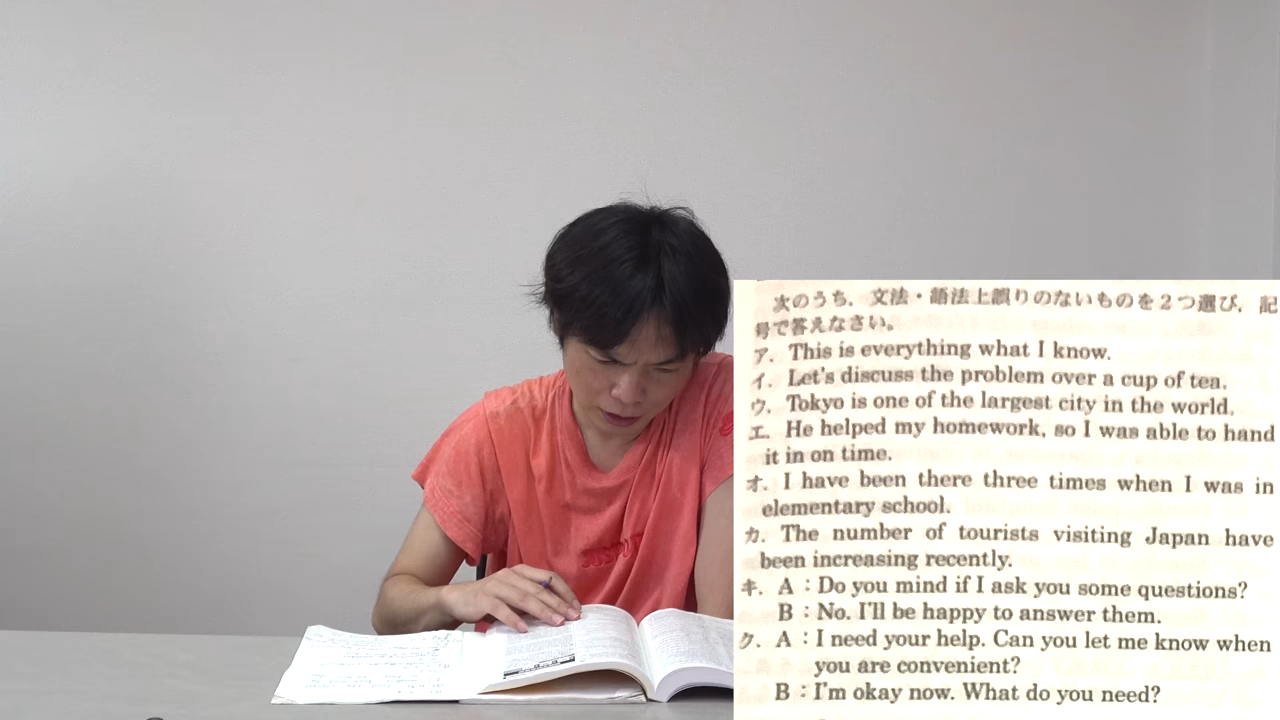 次のうち，文法・語法上誤りのないものを２つ選び，記
号で答えなさい。
ア．This is everything what I know.
イ．Let's discuss the problem over a cup of tea.
ウ．Tokyo is one of the largest city in the world.
エ．He helped my homework, so I was able to hand
it in on time.
オ．I have been there three times when I was in
elementary school.
カ．The number of tourists visiting Japan have
been increasing recently.
キ．A：Do you mind if I ask you some questions?
B：No. I'll be happy to answer them.
ク．A：I need your help. Can you let me know when
you are convenient?
B：I'm okay now. What do you need?